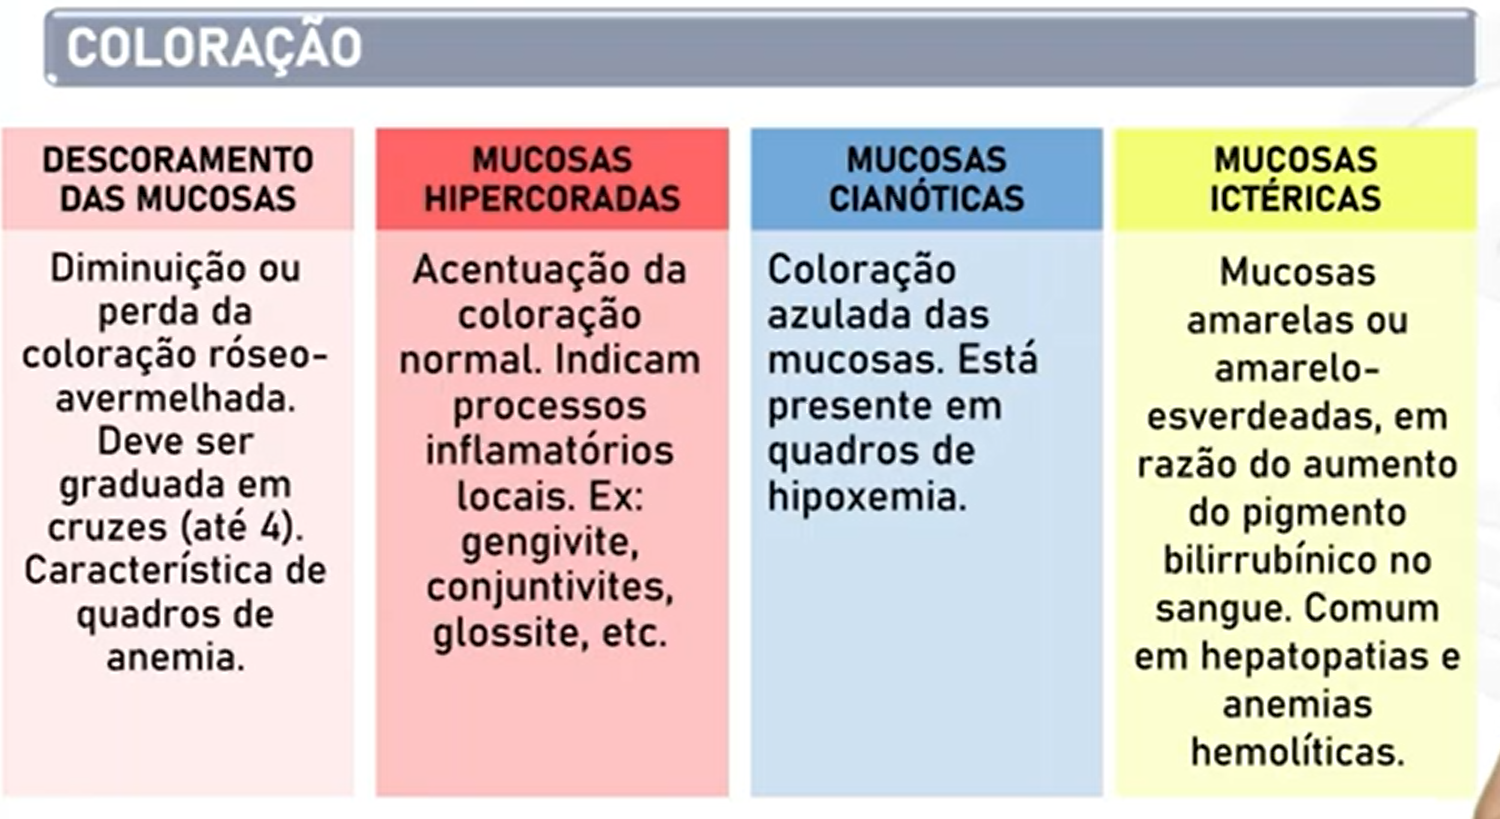 COLORAÇÃO
DESCORAMENTO
DAS MUCOSAS
Diminuição ou
perda da
coloração róseo-
avermelhada.
Deve ser
graduada em
cruzes (até 4).
Característica de
quadros de
anemia.
MUCOSAS
HIPERCORADAS
Acentuação da
coloração
normal. Indicam
processos
inflamatórios
locais. Ex:
gengivite,
conjuntivites,
glossite, etc.
MUCOSAS
CIANÓTICAS
Coloração
azulada das
mucosas. Está
presente em
quadros de
hipoxemia.
MUCOSAS
ICTÉRICAS
Mucosas
amarelas ou
amarelo-
esverdeadas, em
razão do aumento
do pigmento
bilirrubínico no
sangue. Comum
em hepatopatias e
anemias
hemolíticas.